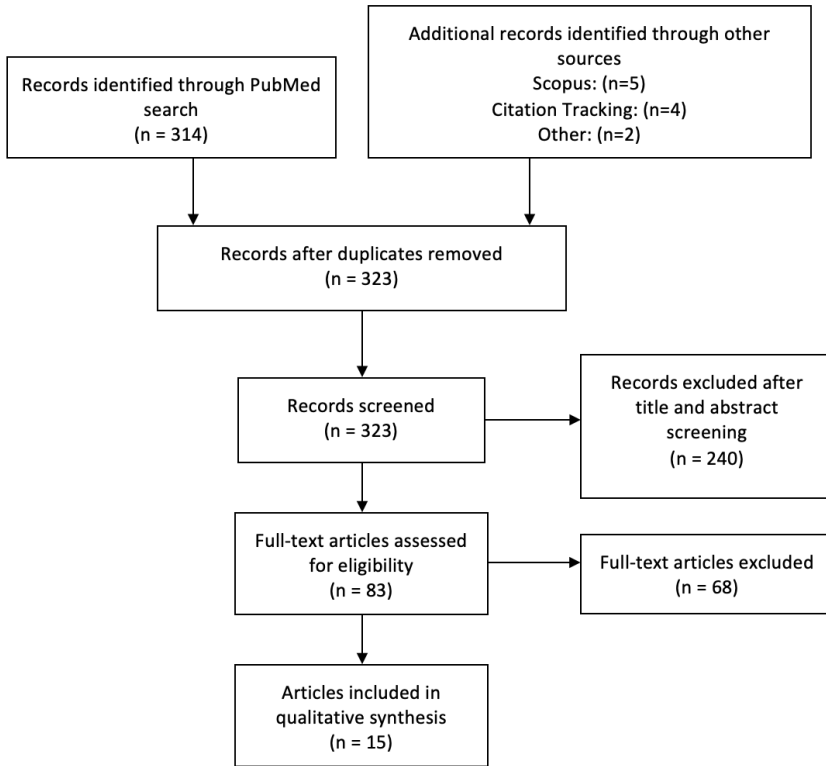 Records identified through PubMed
search
(n = 314)
Additional records identified through other
sources
Scopus: (n=5)
Citation Tracking: (n=4)
Other: (n=2)
Records after duplicates removed
(n = 323)
Records screened
(n = 323)
Records excluded after
title and abstract
screening
(n = 240)
Full-text articles assessed
for eligibility
(n = 83)
Full-text articles excluded
(n = 68)
Articles included in
qualitative synthesis
(n = 15)